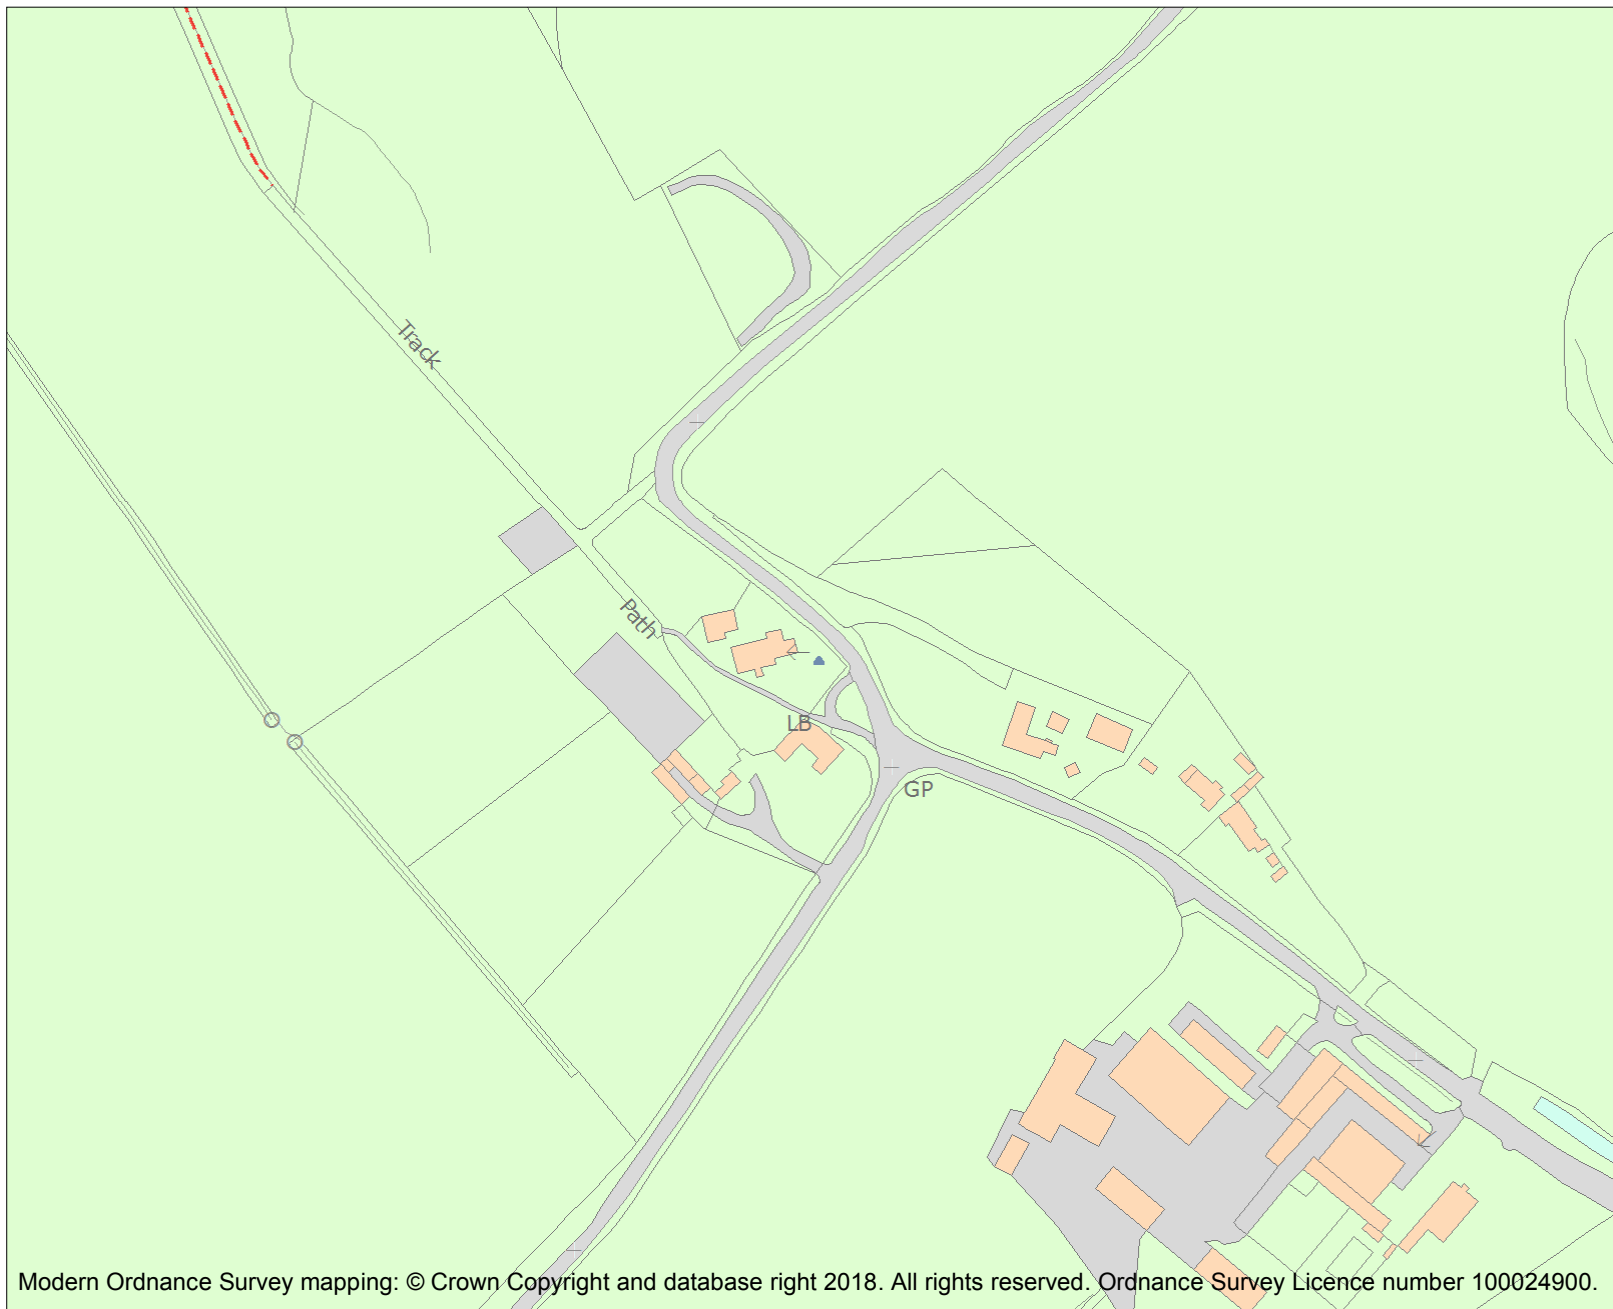 Track
Path
LB
GP
Modern Ordnance Survey mapping: © Crown Copyright and database right 2018. All rights reserved. Ordnance Survey Licence number 100024900.